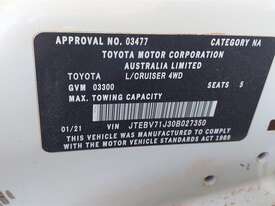 APPROVAL NO. 03477 CATEGORY NA
TOYOTA MOTOR CORPORATION
AUSTRALIA LIMITED
TOYOTA L/CRUISER 4WD
GVM 03300 SEATS 5
MAX. TOWING CAPACITY
01/21 VIN JTEBV71J30B027350
THIS VEHICLE WAS MANUFACTURED TO COMPLY
WITH THE MOTOR VEHICLE STANDARDS ACT 1989